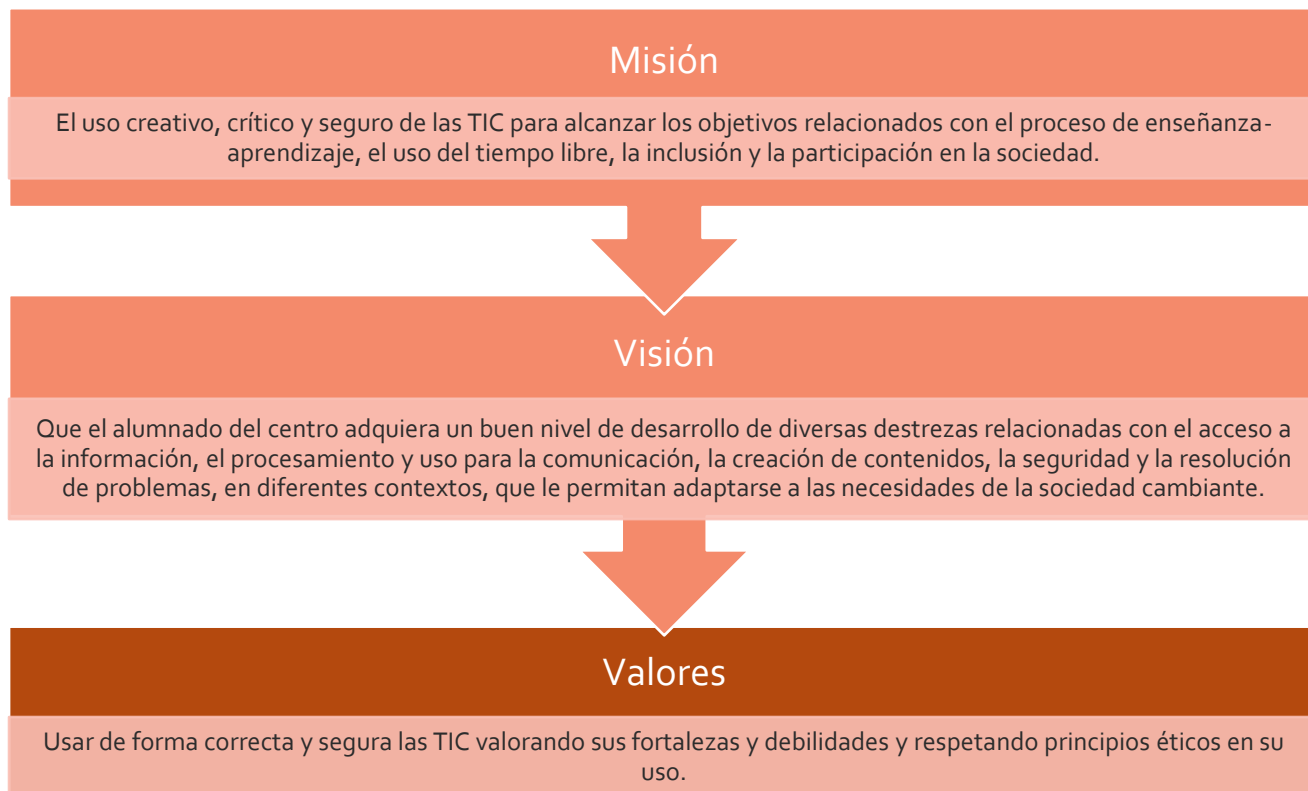 Misión
El uso creativo, crítico y seguro de las TIC para alcanzar los objetivos relacionados con el proceso de enseñanza-
aprendizaje, el uso del tiempo libre, la inclusión y la participación en la sociedad.
Visión
Que el alumnado del centro adquiera un buen nivel de desarrollo de diversas destrezas relacionadas con el acceso a
la información, el procesamiento y uso para la comunicación, la creación de contenidos, la seguridad y la resolución
de problemas, en diferentes contextos, que le permitan adaptarse a las necesidades de la sociedad cambiante.
Valores
Usar de forma correcta y segura las TIC valorando sus fortalezas y debilidades y respetando principios éticos en su
uso.